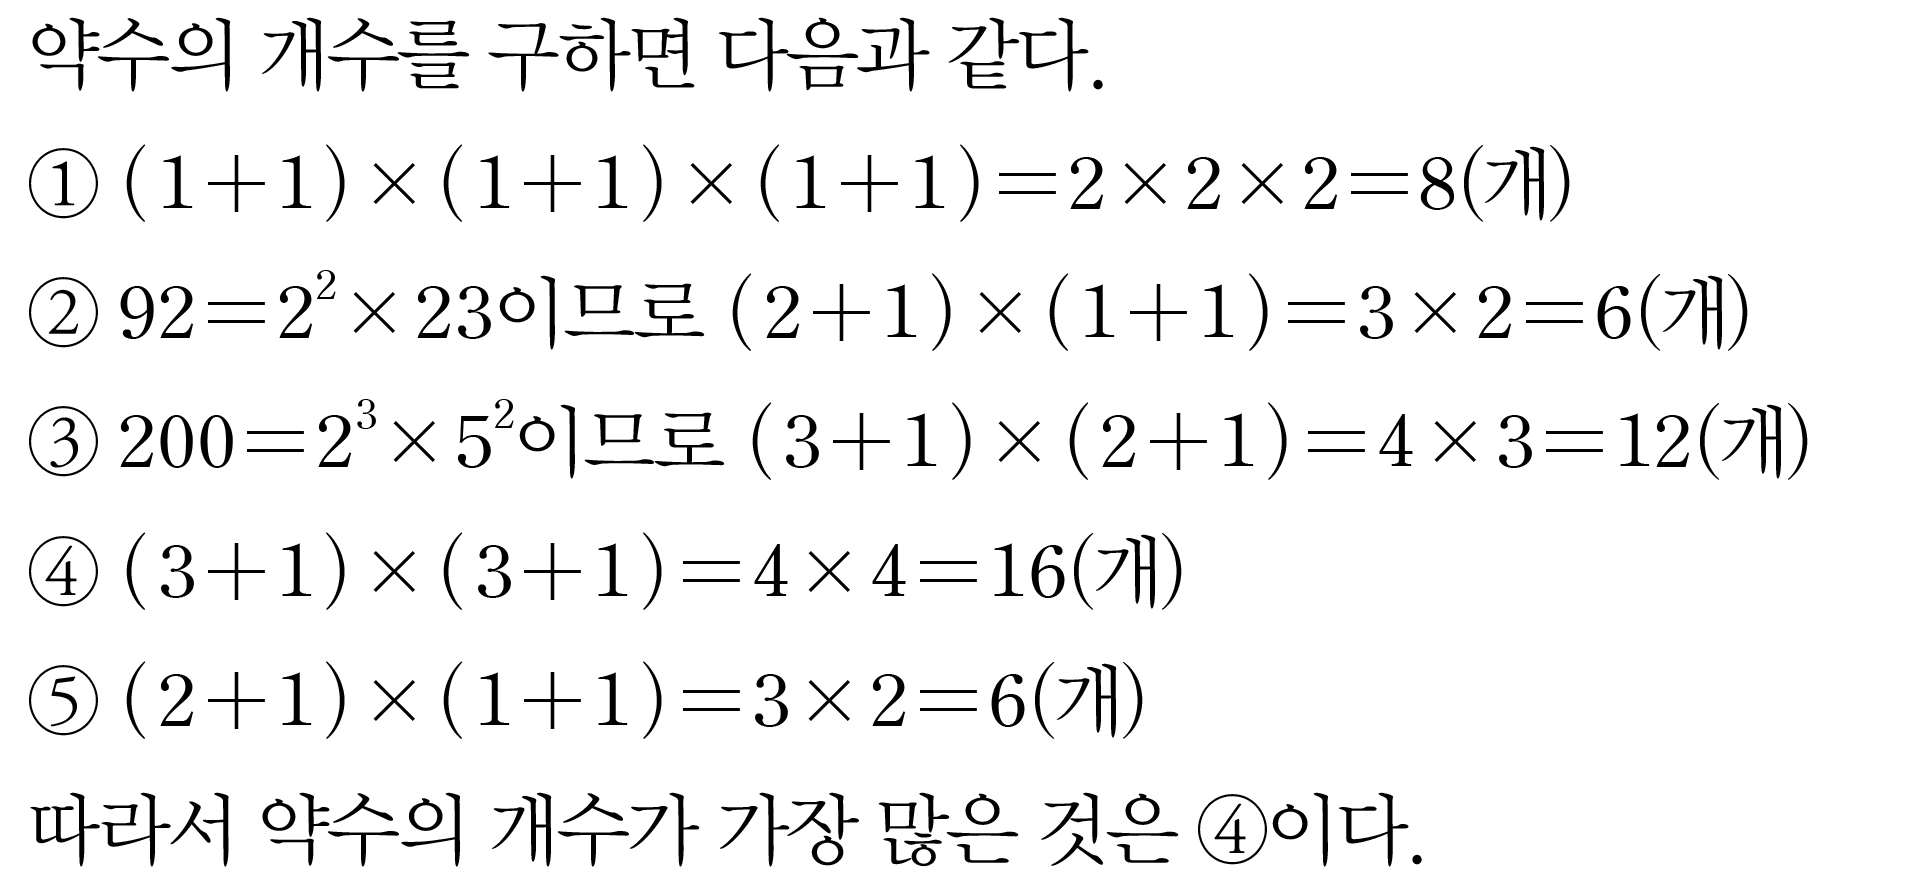 약수의 개수를 구하면 다음과 같다.
① (1+1)×(1+1)×(1+1)=2×2×2=8(개)
② 92=2²×23이므로 (2+1)×(1+1)=3×2=6(개)
③ 200=2³×5²이므로 (3+1)×(2+1)=4×3=12(개)
④ (3+1)×(3+1)=4×4=16(개)
⑤ (2+1)×(1+1)=3×2=6(개)
따라서 약수의 개수가 가장 많은 것은 ④이다.